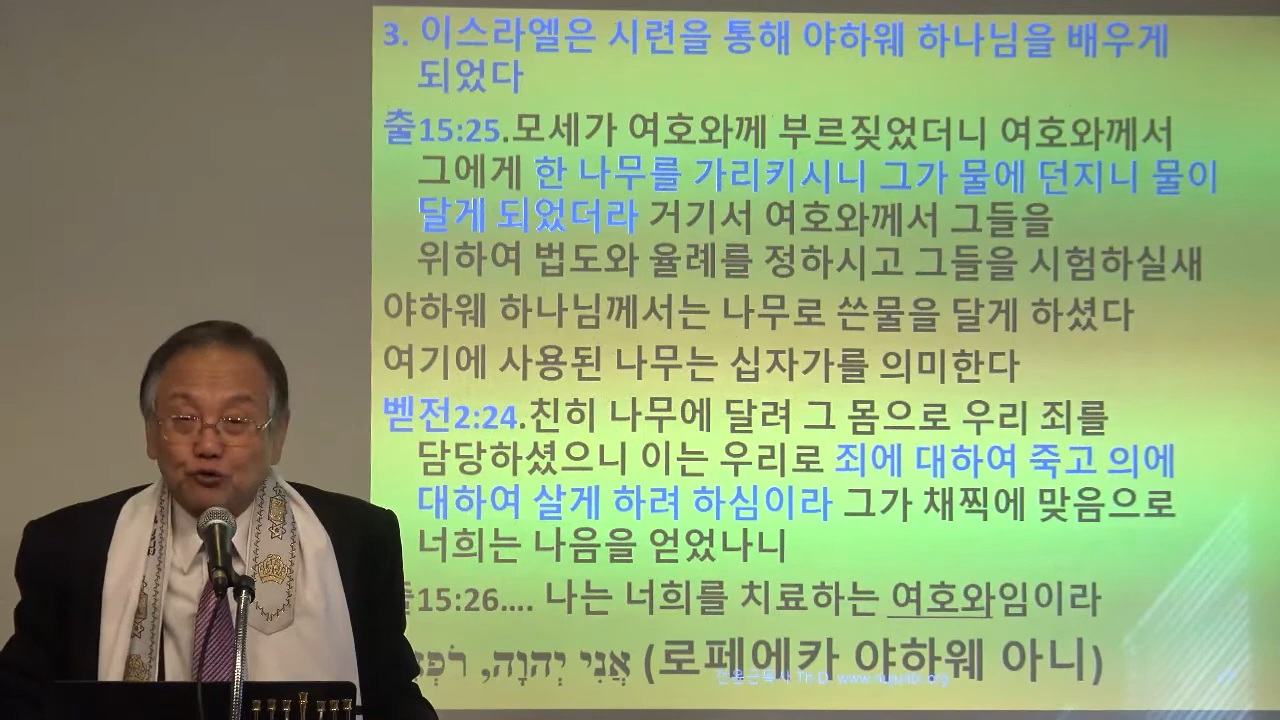 3. 이스라엘은 시련을 통해 야하웨 하나님을 배우게
되었다
출15:25.모세가 여호와께 부르짖었더니 여호와께서
그에게 한 나무를 가리키시니 그가 물에 던지니 물이
달게 되었더라 거기서 여호와께서 그들을
위하여 법도와 율례를 정하시고 그들을 시험하실새
야하웨 하나님께서는 나무로 쓴물을 달게 하셨다
여기에 사용된 나무는 십자가를 의미한다
벧전2:24.친히 나무에 달려 그 몸으로 우리 죄를
담당하셨으니 이는 우리로 죄에 대하여 죽고 의에
대하여 살게 하려 하심이라 그가 채찍에 맞음으로
너희는 나음을 얻었나니
출15:26.... 나는 너희를 치료하는 여호와임이라
אֲנִי יְהוָה, (로페에카 야하웨 아니)
Th.D.